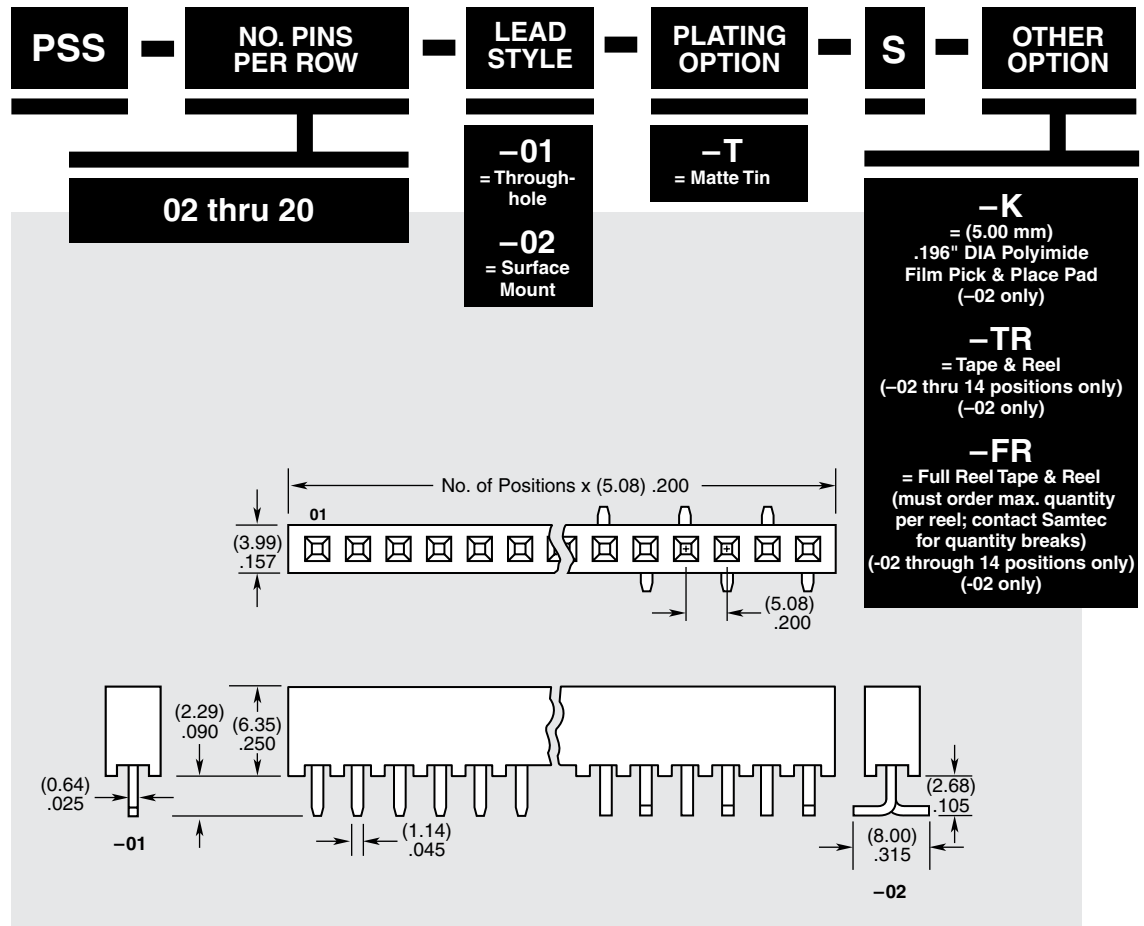 PSS
NO. PINS
PER ROW
LEAD
STYLE
PLATING
OPTION
S
OTHER
OPTION
02 thru 20
–01
= Through-
hole
–02
= Surface
Mount
–T
= Matte Tin
–K
= (5.00 mm)
.196" DIA Polyimide
Film Pick & Place Pad
(–02 only)
–TR
= Tape & Reel
(–02 thru 14 positions only)
(–02 only)
–FR
= Full Reel Tape & Reel
(must order max. quantity
per reel; contact Samtec
for quantity breaks)
(-02 through 14 positions only)
(-02 only)
No. of Positions x (5.08) .200
01
(3.99)
.157
(5.08)
.200
(2.29)
.090
(6.35)
.250
(0.64)
.025
–01
(1.14)
.045
(2.68)
.105
(8.00)
.315
–02